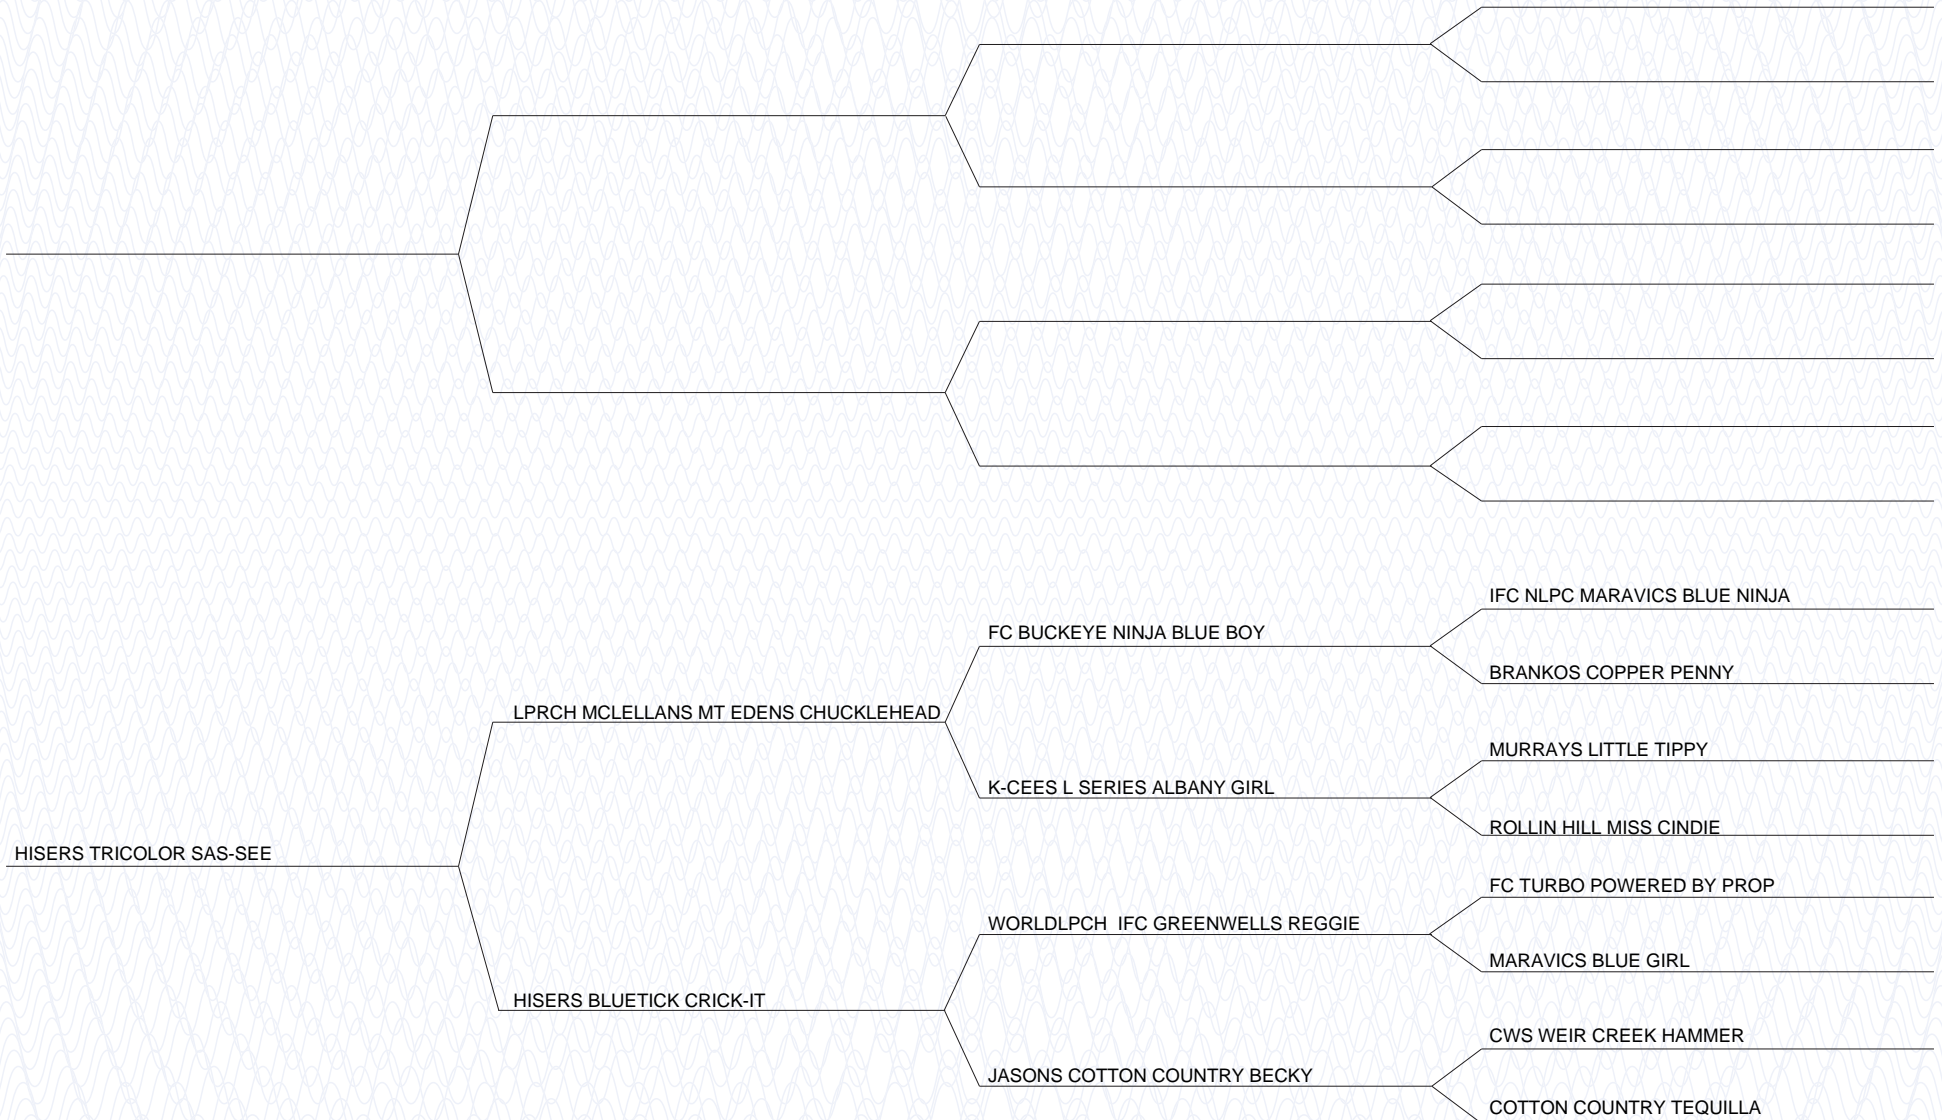 IFC NLPC MARAVICS BLUE NINJA
FC BUCKEYE NINJA BLUE BOY
BRANKOS COPPER PENNY
LPRCH MCLELLANS MT EDENS CHUCKLEHEAD
MURRAYS LITTLE TIPPY
K-CEES L SERIES ALBANY GIRL
ROLLIN HILL MISS CINDIE
HISERS TRICOLOR SAS-SEE
FC TURBO POWERED BY PROP
WORLDLPCH  IFC GREENWELLS REGGIE
MARAVICS BLUE GIRL
HISERS BLUETICK CRICK-IT
CWS WEIR CREEK HAMMER
JASONS COTTON COUNTRY BECKY
COTTON COUNTRY TEQUILLA